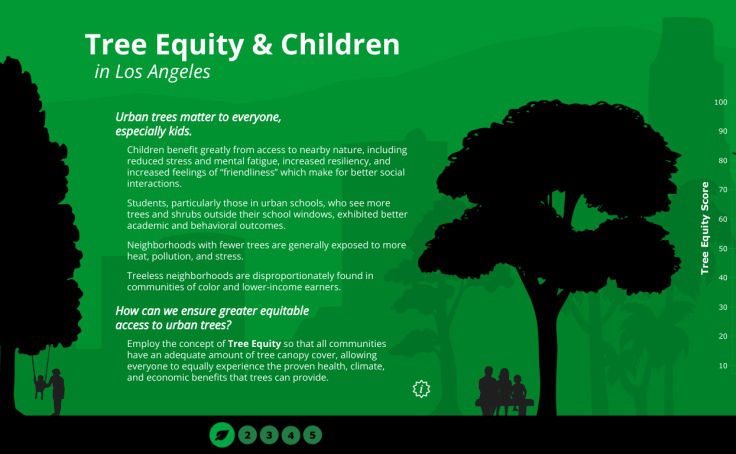 Tree Equity & Children
in Los Angeles
Urban trees matter to everyone,
especially kids.
Children benefit greatly from access to nearby nature, including
reduced stress and mental fatigue, increased resiliency, and
increased feelings of “friendliness” which make for better social
interactions.
Students, particularly those in urban schools, who see more
trees and shrubs outside their school windows, exhibited better
academic and behavioral outcomes.
Neighborhoods with fewer trees are generally exposed to more
heat, pollution, and stress.
Treeless neighborhoods are disproportionately found in
communities of color and lower-income earners.
How can we ensure greater equitable
access to urban trees?
Employ the concept of Tree Equity so that all communities
have an adequate amount of tree canopy cover, allowing
everyone to equally experience the proven health, climate,
and economic benefits that trees can provide.
i
Tree Equity Score
100
90
80
70
60
50
40
30
20
10
2 3 4 5